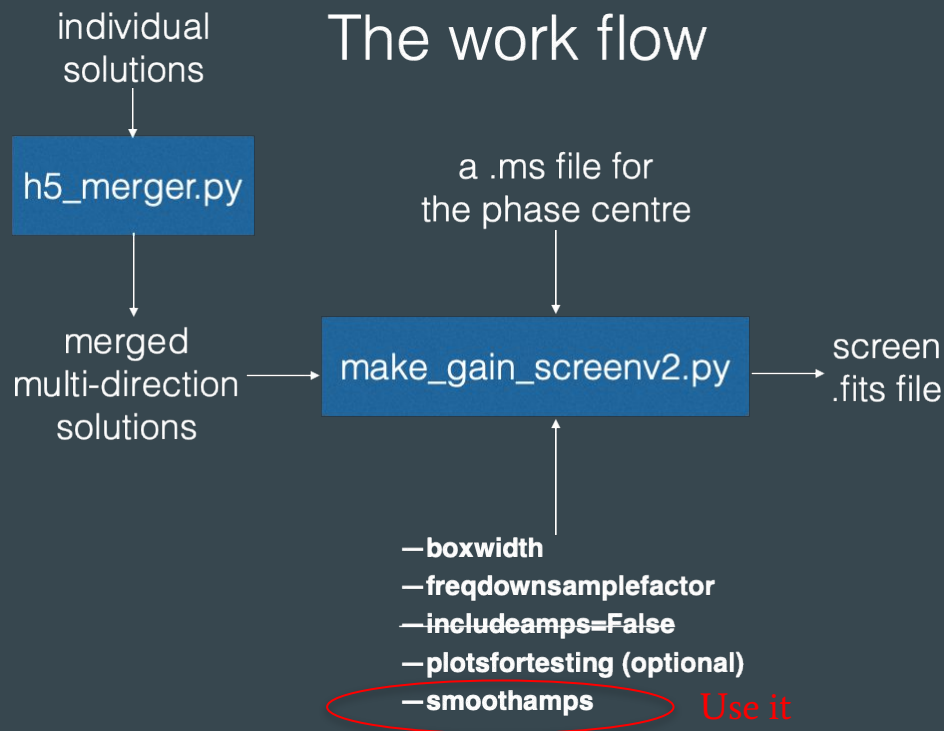 The work flow
individual
solutions
h5_merger.py
a .ms file for
the phase centre
merged
multi-direction
solutions
make_gain_screenv2.py
screen
.fits file
—boxwidth
—freqdownsamplefactor
—includeamps=False
—plotsfortesting (optional)
—smoothamps
Use it